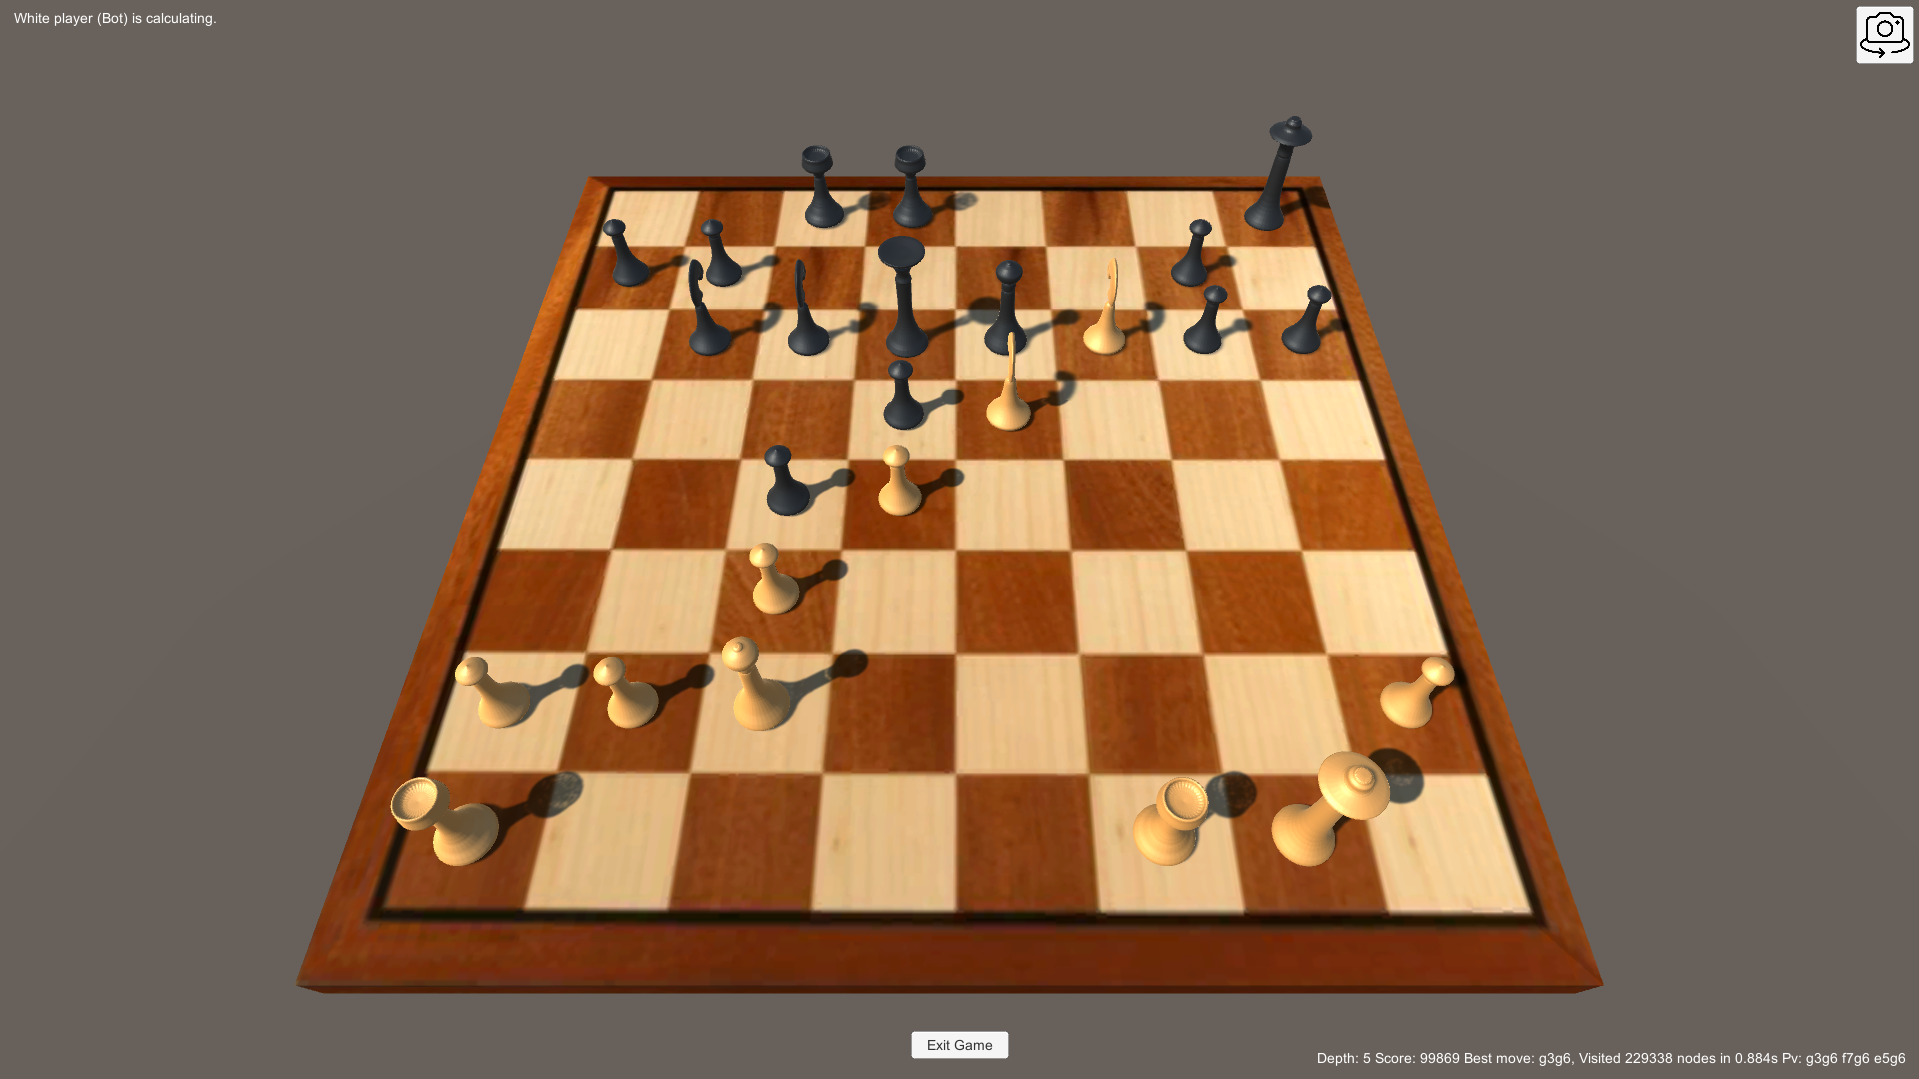 White player (Bot) is calculating.
Exit Game
Depth: 5 Score: 99869 Best move: g3g6, Visited 229338 nodes in 0.884s Pv: g3g6 f7g6 e5g6